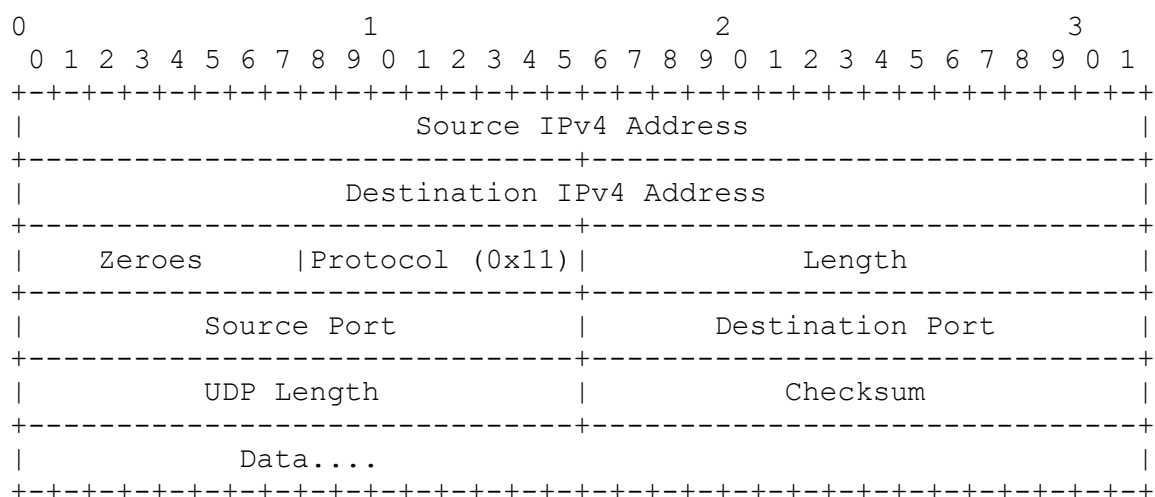 0                   1                   2                   3
 0 1 2 3 4 5 6 7 8 9 0 1 2 3 4 5 6 7 8 9 0 1 2 3 4 5 6 7 8 9 0 1
+-+-+-+-+-+-+-+-+-+-+-+-+-+-+-+-+-+-+-+-+-+-+-+-+-+-+-+-+-+-+-+-+
|                      Source IPv4 Address                      |
+-------------------------------+-------------------------------+
|                  Destination IPv4 Address                     |
+-------------------------------+-------------------------------+
|    Zeroes     |Protocol (0x11)|            Length             |
+-------------------------------+-------------------------------+
|          Source Port          |       Destination Port        |
+-------------------------------+-------------------------------+
|          UDP Length           |           Checksum            |
+-------------------------------+-------------------------------+
|            Data....                                           |
+-+-+-+-+-+-+-+-+-+-+-+-+-+-+-+-+-+-+-+-+-+-+-+-+-+-+-+-+-+-+-+-+